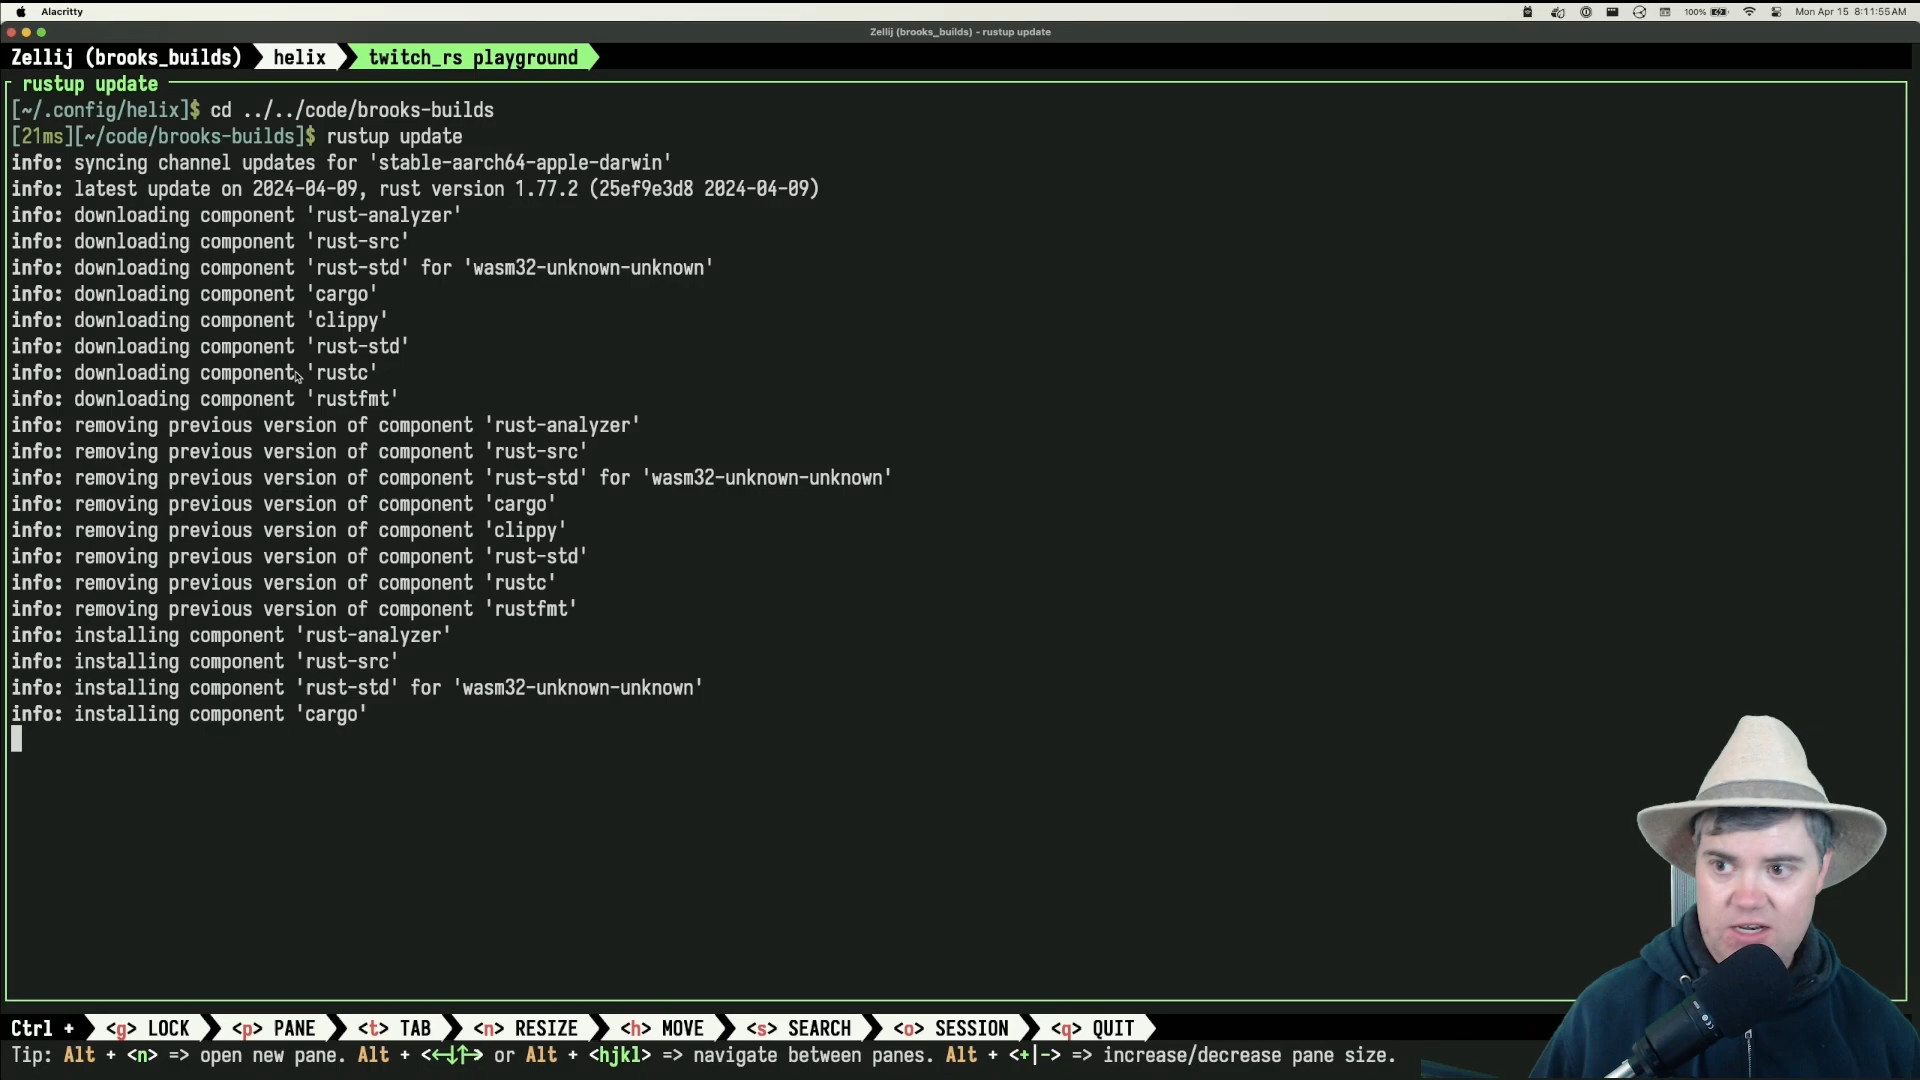 Alacritty
100%
Mon Apr 15 8:11:55 AM
Zellij (brooks_builds) - rustup update
Zellij (brooks_builds) helix twitch_rs playground
rustup update
[~/.config/helix]$ cd ../../code/brooks-builds
[21ms][~/code/brooks-builds]$ rustup update
info: syncing channel updates for 'stable-aarch64-apple-darwin'
info: latest update on 2024-04-09, rust version 1.77.2 (25ef9e3d8 2024-04-09)
info: downloading component 'rust-analyzer'
info: downloading component 'rust-src'
info: downloading component 'rust-std' for 'wasm32-unknown-unknown'
info: downloading component 'cargo'
info: downloading component 'clippy'
info: downloading component 'rust-std'
info: downloading component 'rustc'
info: downloading component 'rustfmt'
info: removing previous version of component 'rust-analyzer'
info: removing previous version of component 'rust-src'
info: removing previous version of component 'rust-std' for 'wasm32-unknown-unknown'
info: removing previous version of component 'cargo'
info: removing previous version of component 'clippy'
info: removing previous version of component 'rust-std'
info: removing previous version of component 'rustc'
info: removing previous version of component 'rustfmt'
info: installing component 'rust-analyzer'
info: installing component 'rust-src'
info: installing component 'rust-std' for 'wasm32-unknown-unknown'
info: installing component 'cargo'
Ctrl + <g> LOCK <p> PANE <t> TAB <n> RESIZE <h> MOVE <s> SEARCH <o> SESSION <q> QUIT
Tip: Alt + <n> => open new pane. Alt + <←↓↑→> or Alt + <hjkl> => navigate between panes. Alt + <+|-> => increase/decrease pane size.